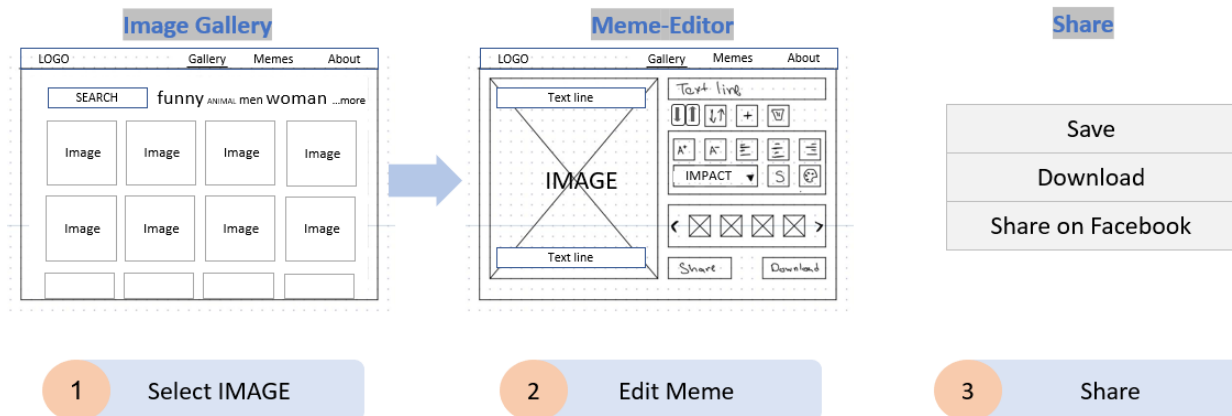 Image Gallery
LOGO Gallery Memes About
SEARCH funny ANIMAL men woman ...more
Image Image Image Image
Image Image Image Image
1 Select IMAGE
Meme-Editor
LOGO Gallery Memes About
Text line
IMAGE
Text line
Text line
+
A+ A-
IMPACT S
Share Download
2 Edit Meme
Share
Save
Download
Share on Facebook
3 Share